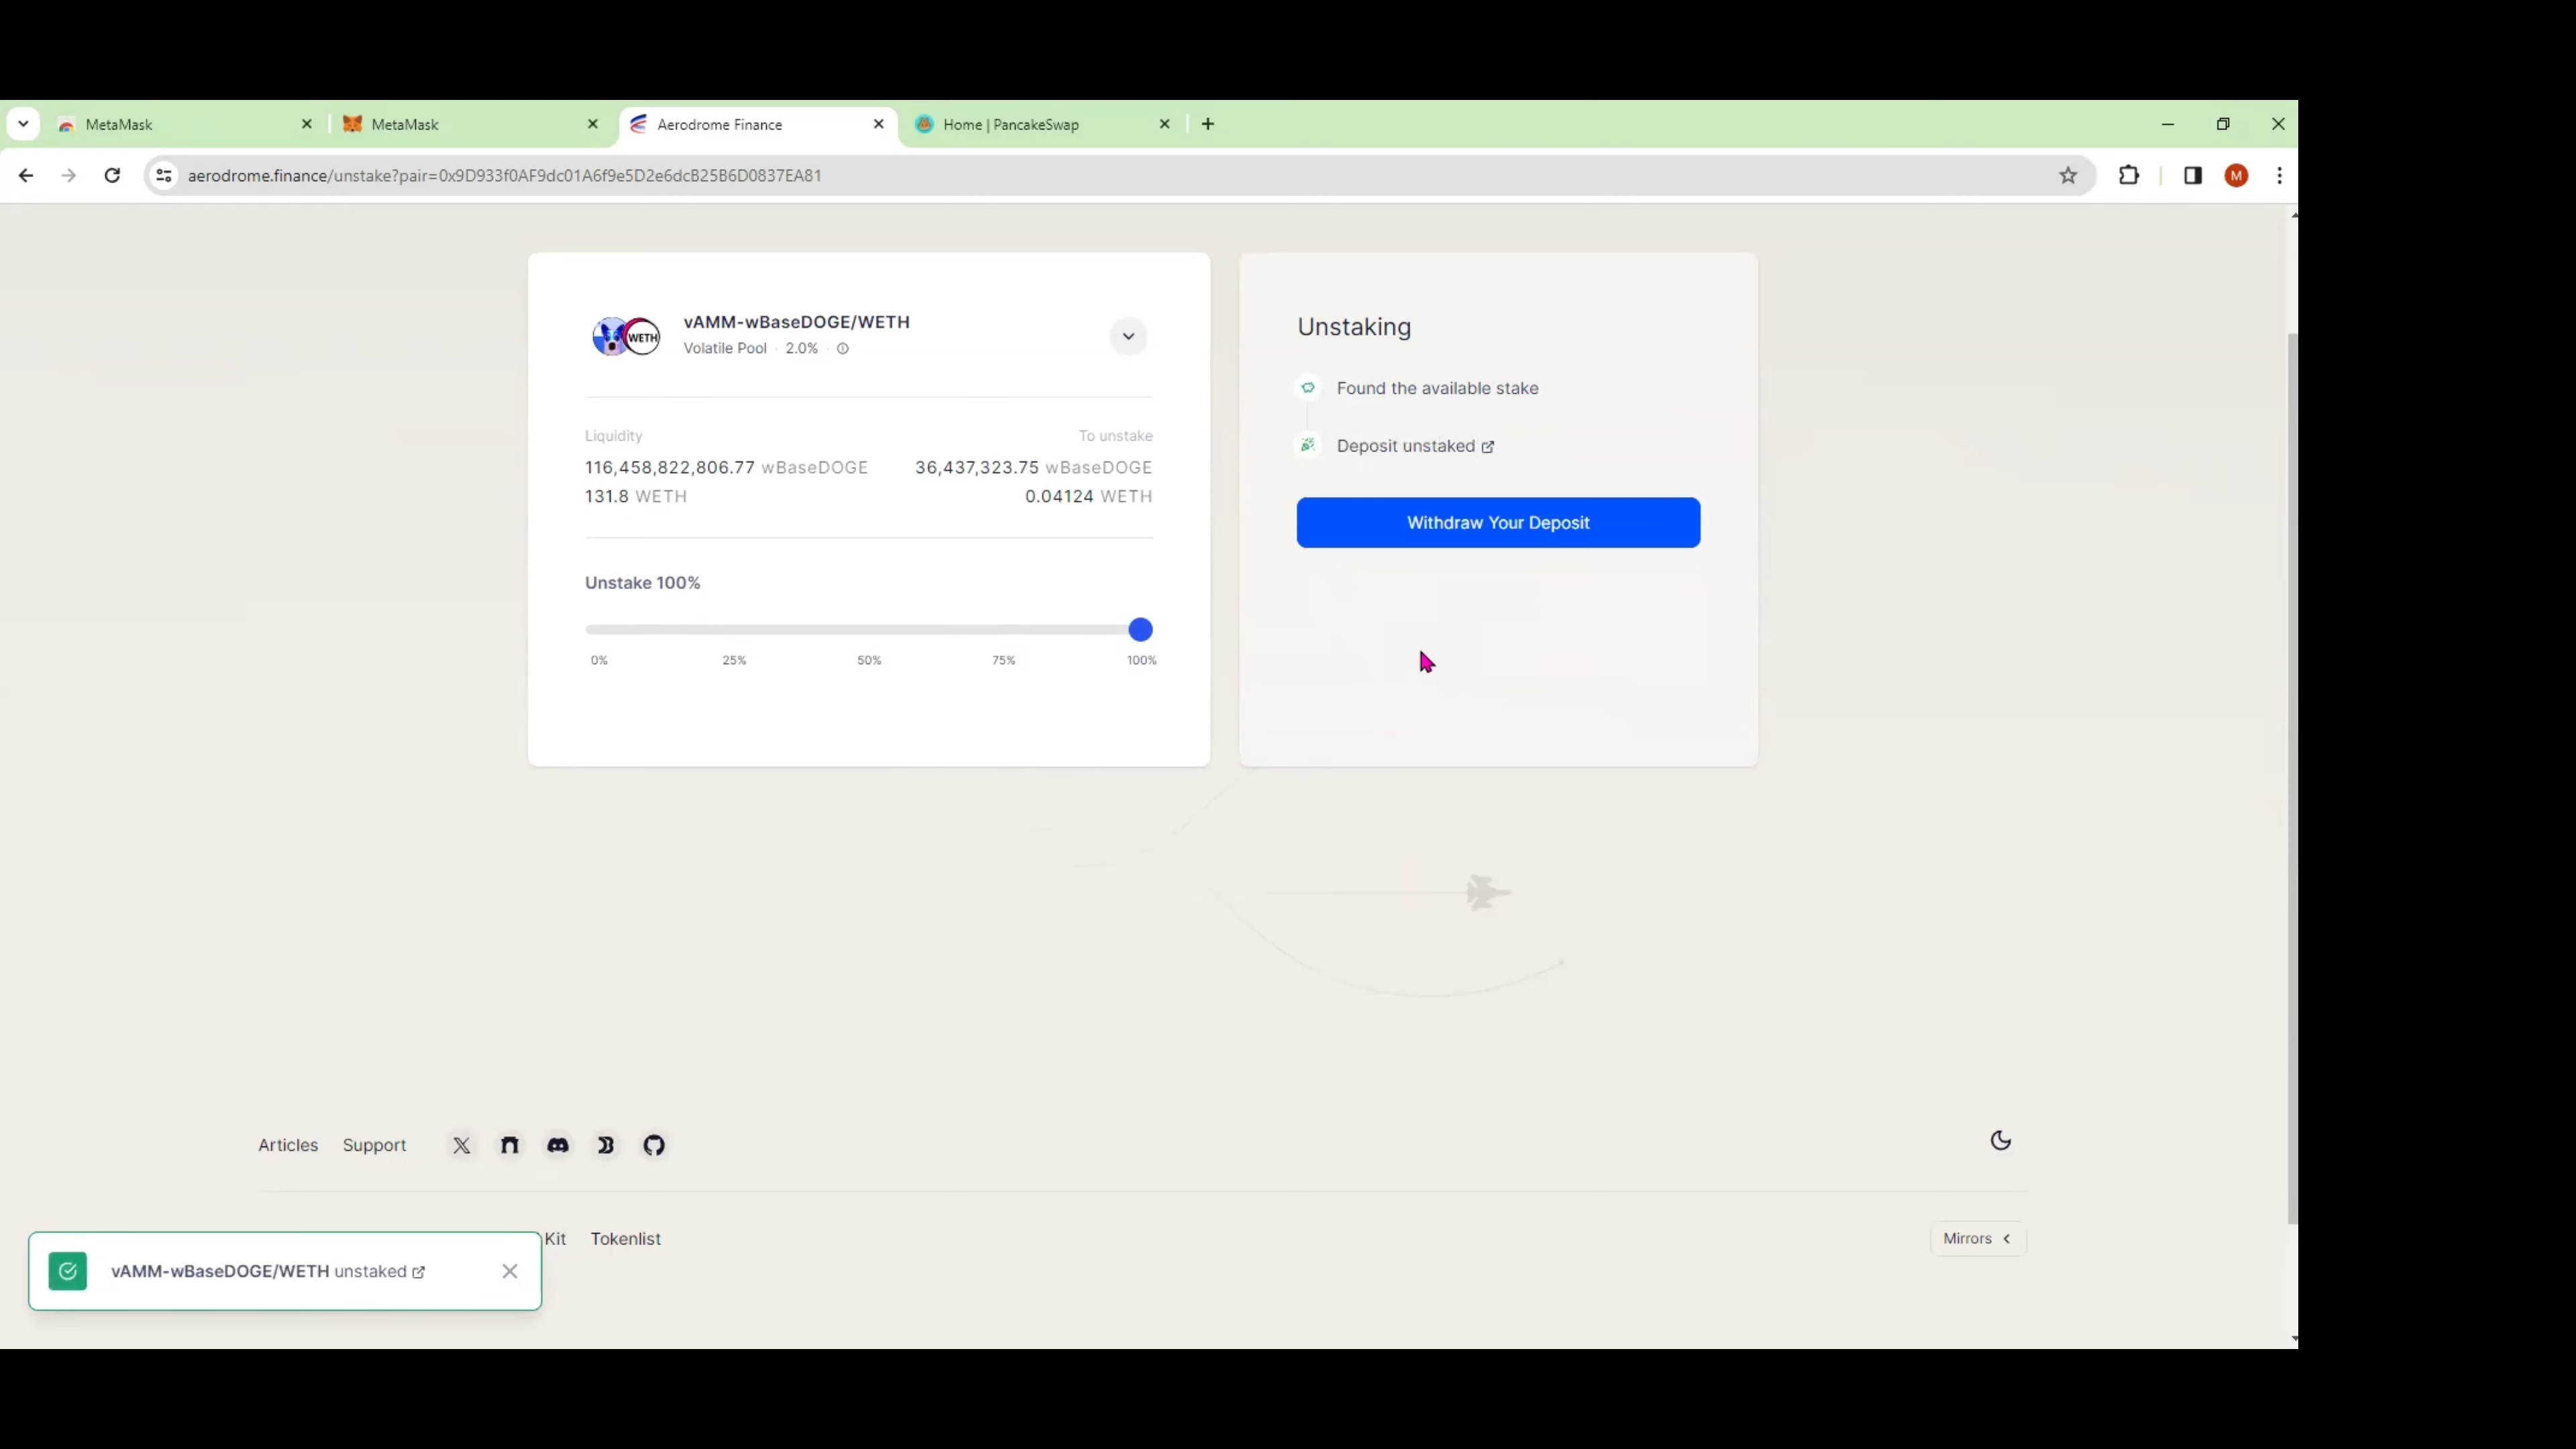 MetaMask
MetaMask
Aerodrome Finance
Home | PancakeSwap
aerodrome.finance/unstake?pair=0x9D933f0AF9dc01A6f9e5D2e6dcB25B6D0837EA81
M
WETH
vAMM-wBaseDOGE/WETH
Volatile Pool · 2.0% ·
Liquidity
To unstake
116,458,822,806.77 wBaseDOGE
36,437,323.75 wBaseDOGE
131.8 WETH
0.04124 WETH
Unstake 100%
0% 25% 50% 75% 100%
Unstaking
Found the available stake
Deposit unstaked
Withdraw Your Deposit
Articles Support
Kit Tokenlist
Mirrors
vAMM-wBaseDOGE/WETH unstaked